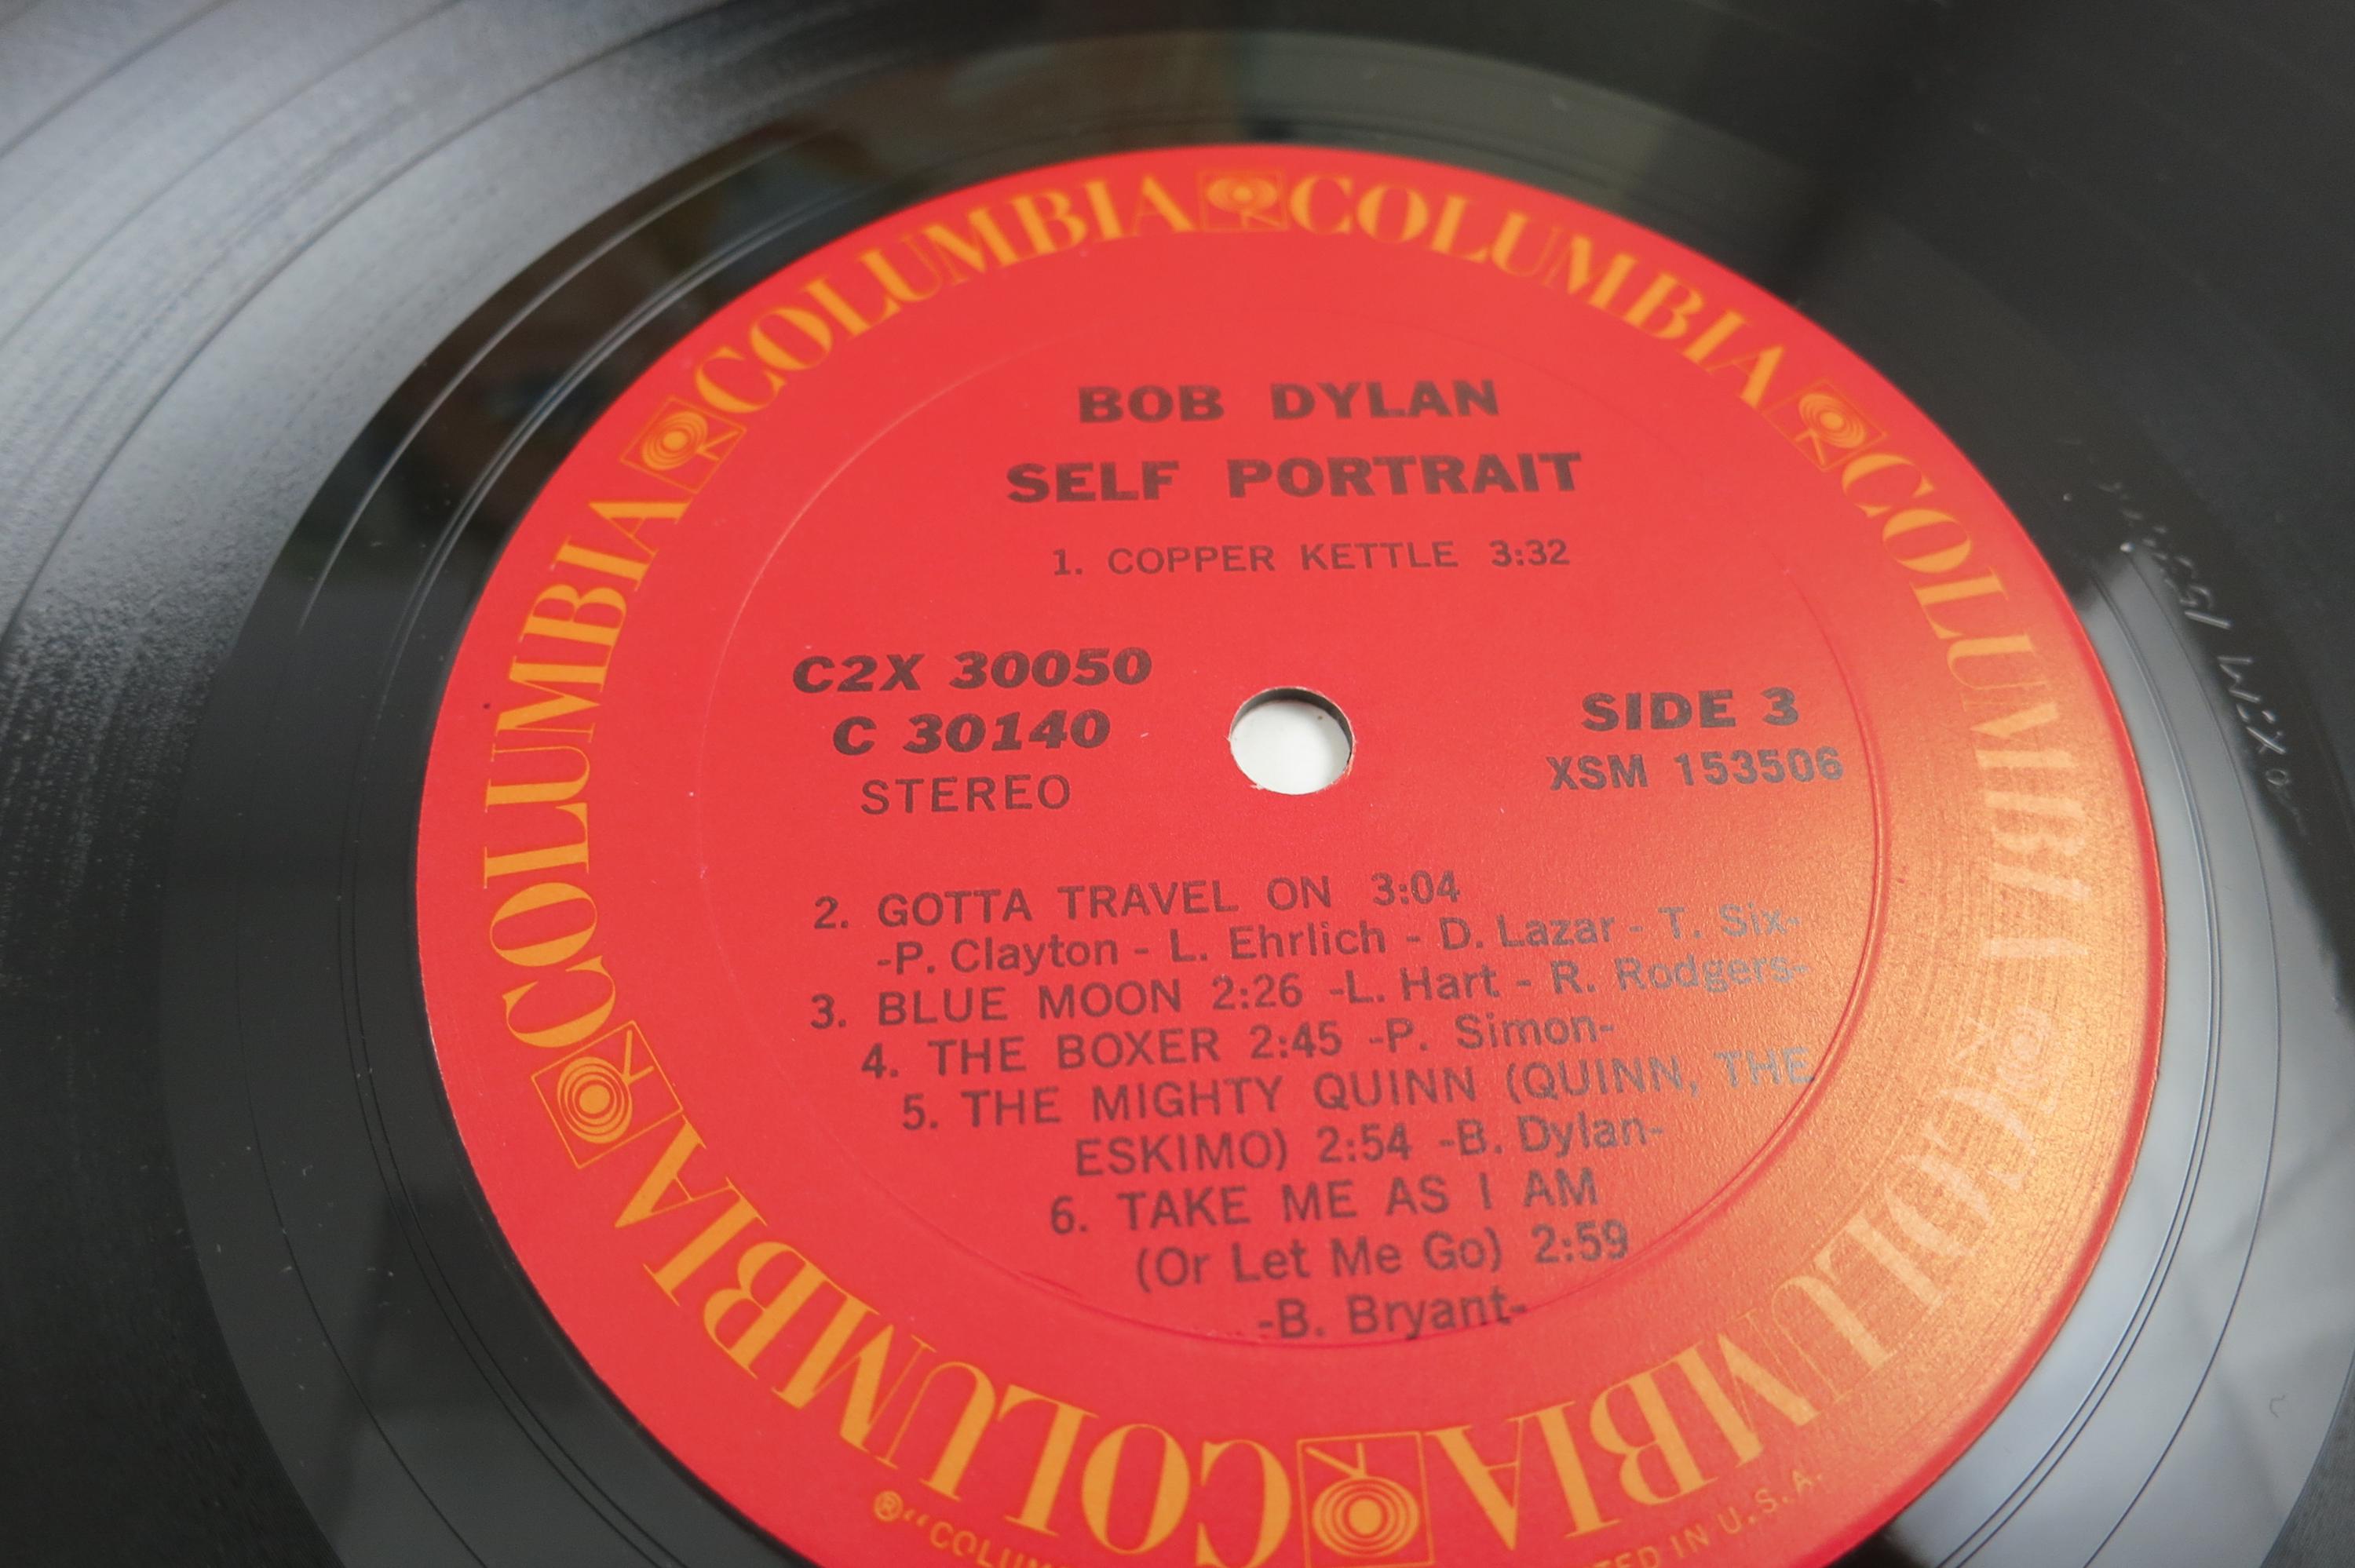 COLUMBIA COLUMBIA COLUMBIA COLUMBIA COLUMBIA COLUMBIA
BOB DYLAN
SELF PORTRAIT
1. COPPER KETTLE 3:32
C2X 30050
C 30140
STEREO
SIDE 3
XSM 153506
2. GOTTA TRAVEL ON 3:04
-P. Clayton - L. Ehrlich - D. Lazar - T. Six-
3. BLUE MOON 2:26 -L. Hart - R. Rodgers-
4. THE BOXER 2:45 -P. Simon-
5. THE MIGHTY QUINN (QUINN, THE
ESKIMO) 2:54 -B. Dylan-
6. TAKE ME AS I AM
(Or Let Me Go) 2:59
-B. Bryant-
IN U.S.A.